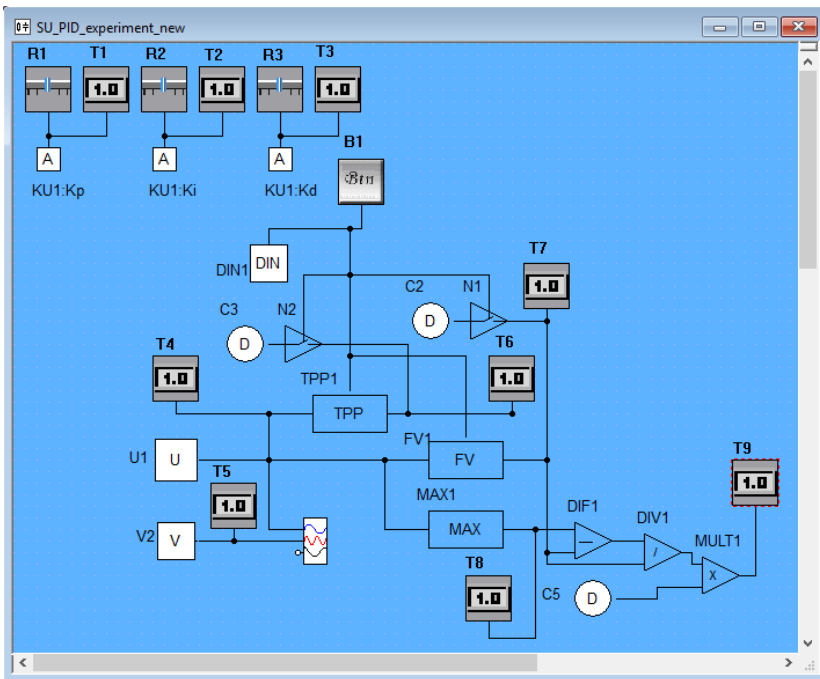 SU_PID_experiment_new
R1 T1 R2 T2 R3 T3
1.0 1.0 1.0
A A A
KU1:Kp KU1:Ki KU1:Kd
B1
Btn
DIN1 DIN
T7
1.0
C3 N2 C2 N1
D D
T4 T6
1.0 1.0
TPP1
TPP
FV1
U1 U FV
T5
1.0
MAX1
V2 V MAX
DIF1
DIV1
/
MULT1
X
T9
1.0
T8
1.0
C5 D